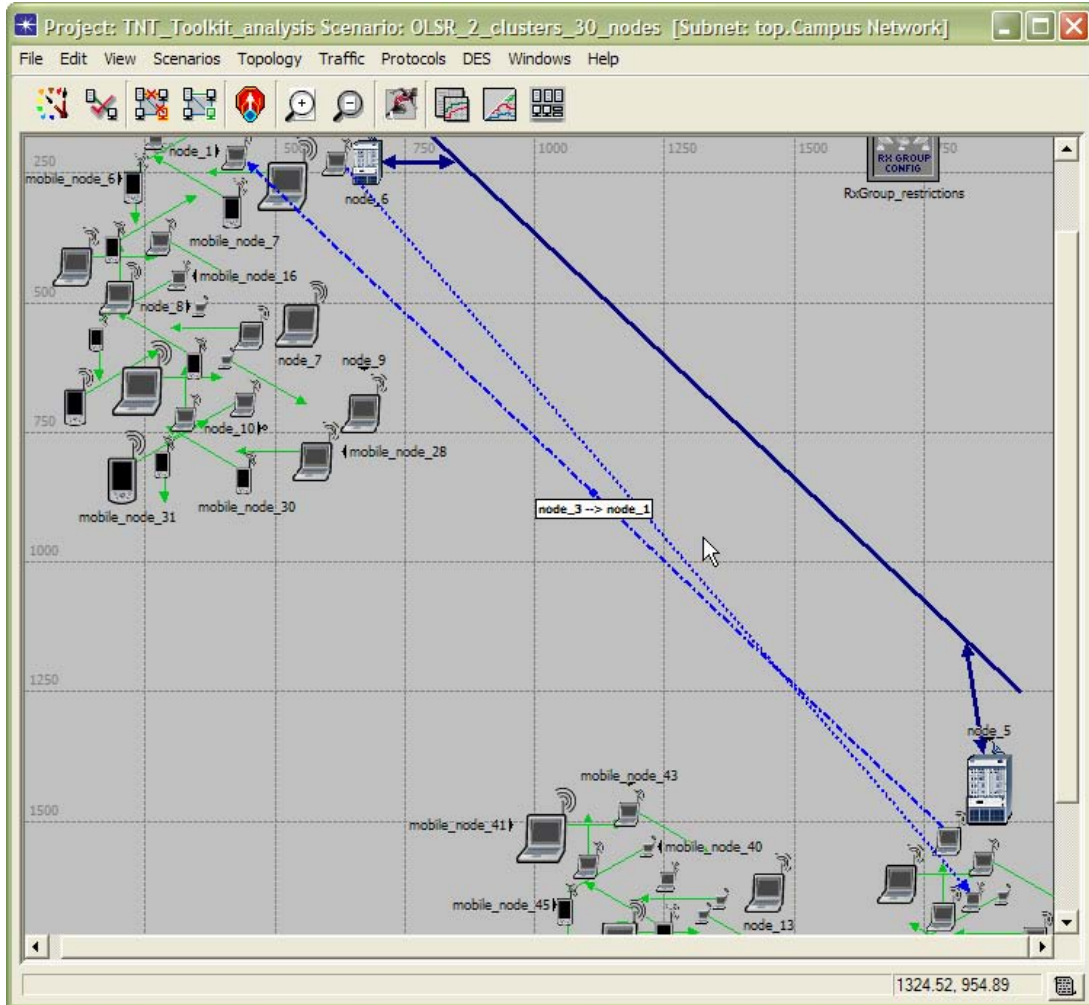 Project: TNT_Toolkit_analysis Scenario: OLSR_2_clusters_30_nodes [Subnet: top.Campus Network]
File Edit View Scenarios Topology Traffic Protocols DES Windows Help
500 750 1000 1250 1500 1750
250
node_1
RX GROUP
CONFIG
mobile_node_6
node_6
RxGroup_restrictions
mobile_node_7
mobile_node_16
500
node_8
node_7
node_9
750
node_10
mobile_node_28
mobile_node_30
mobile_node_31
node_3 --> node_1
1000
1250
node_5
mobile_node_43
1500
mobile_node_41
mobile_node_40
mobile_node_45
node_13
1324.52, 954.89